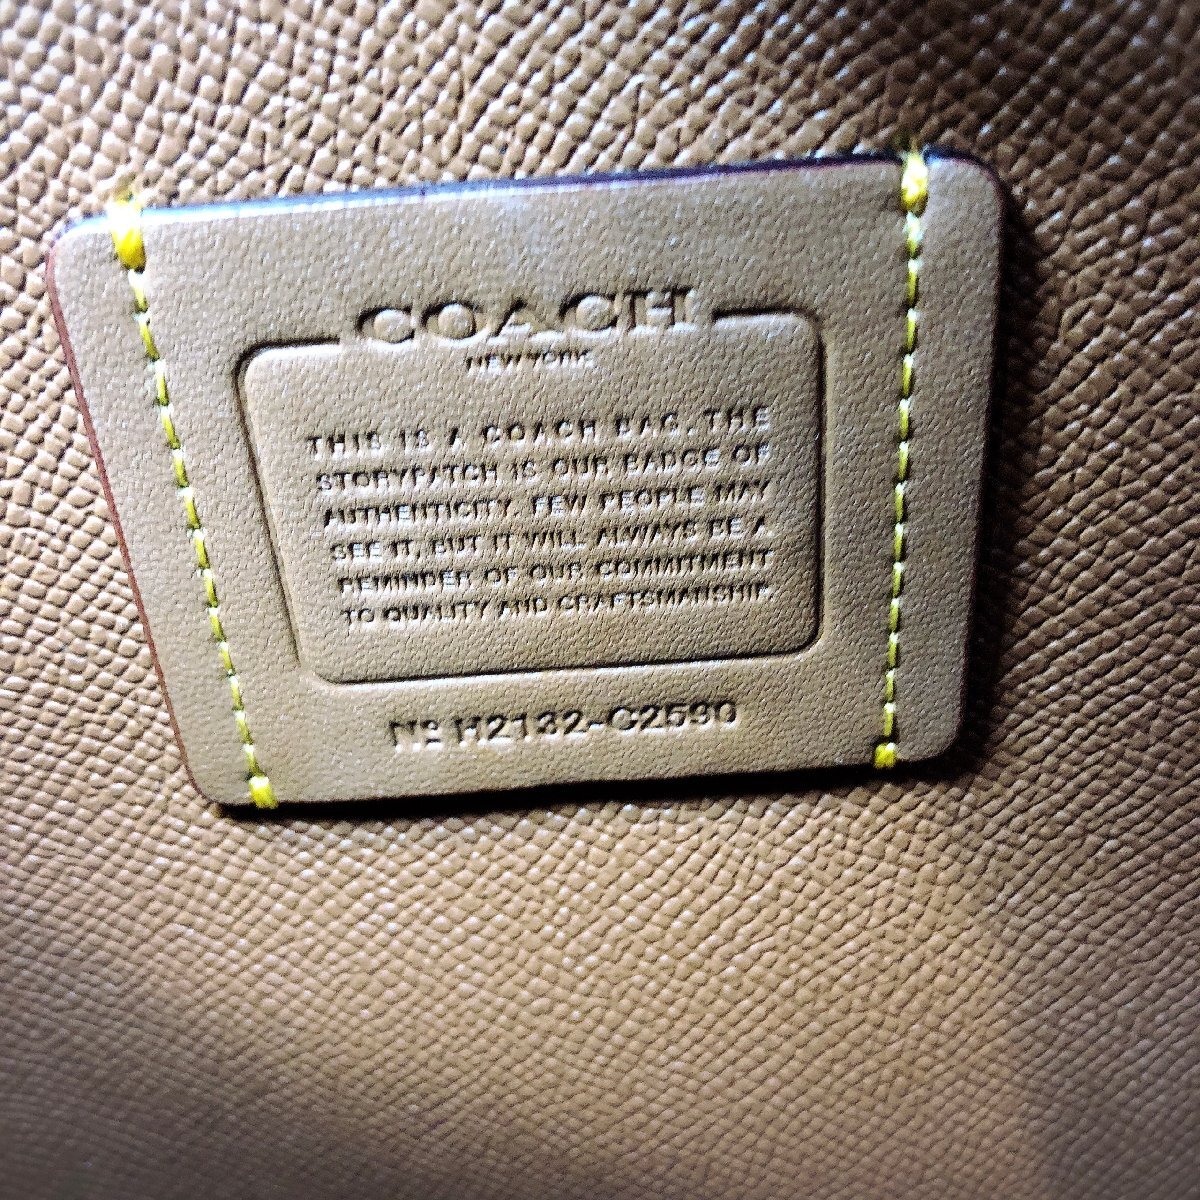 COACH
NEW YORK
THIS IS A COACH BAG. THE
STORYPATCH IS OUR BADGE OF
AUTHENTICITY. FEW PEOPLE MAY
SEE IT, BUT IT WILL ALWAYS BE A
REMINDER OF OUR COMMITMENT
TO QUALITY AND CRAFTSMANSHIP.
Nº H2132-C2590